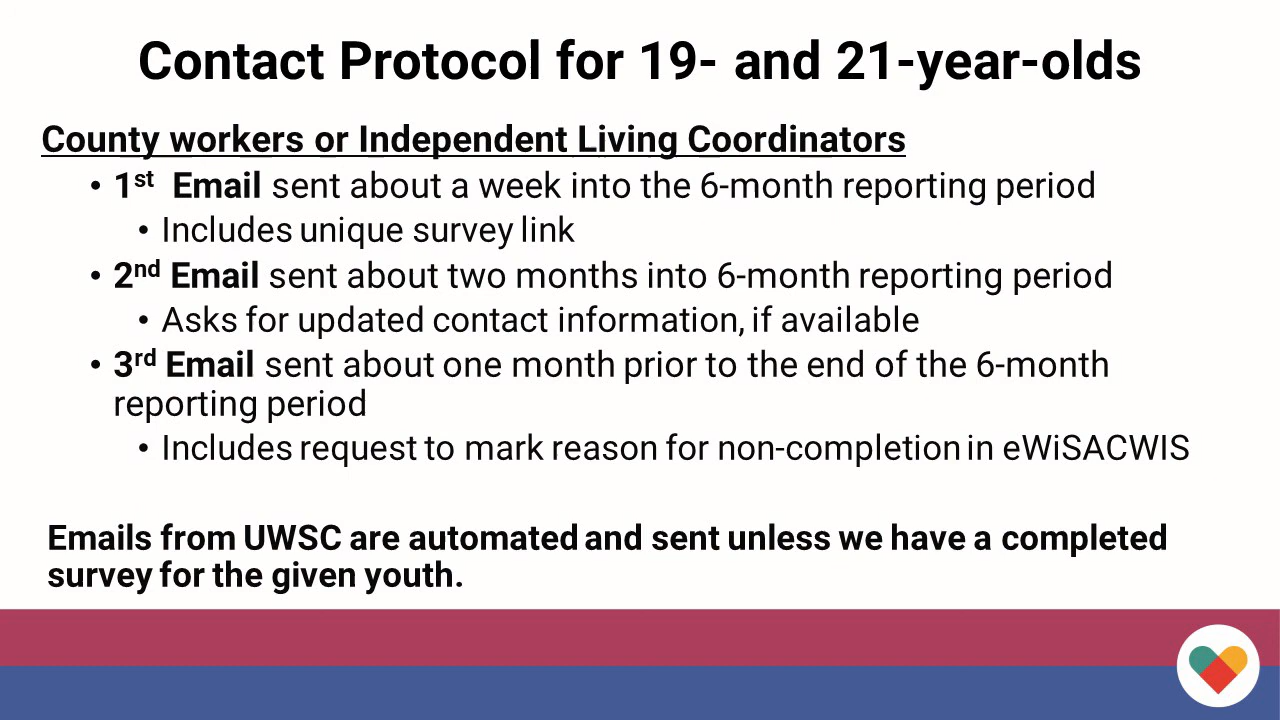 Contact Protocol for 19- and 21-year-olds
County workers or Independent Living Coordinators
• 1st Email sent about a week into the 6-month reporting period
• Includes unique survey link
• 2nd Email sent about two months into 6-month reporting period
• Asks for updated contact information, if available
• 3rd Email sent about one month prior to the end of the 6-month
reporting period
• Includes request to mark reason for non-completion in eWiSACWIS
Emails from UWSC are automated and sent unless we have a completed
survey for the given youth.